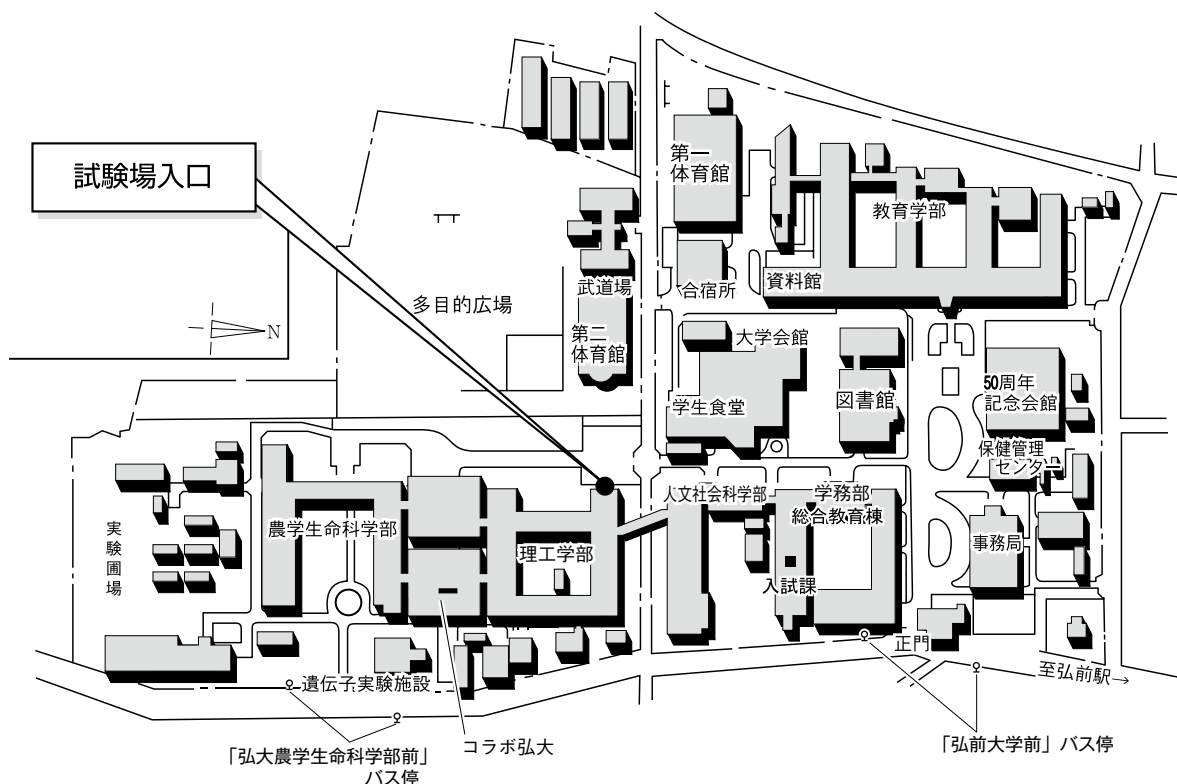 試験場入口
第一
体育館
教育学部
武道場
合宿所
資料館
多目的広場
N
第二
体育館
大学会館
学生食堂
図書館
50周年
記念会館
保健管理
センター
人文社会科学部
学務部
総合教育棟
農学生命科学部
理工学部
実験圃場
入試課
事務局
正門
遺伝子実験施設
至弘前駅→
「弘大農学生命科学部前」
バス停
コラボ弘大
「弘前大学前」バス停